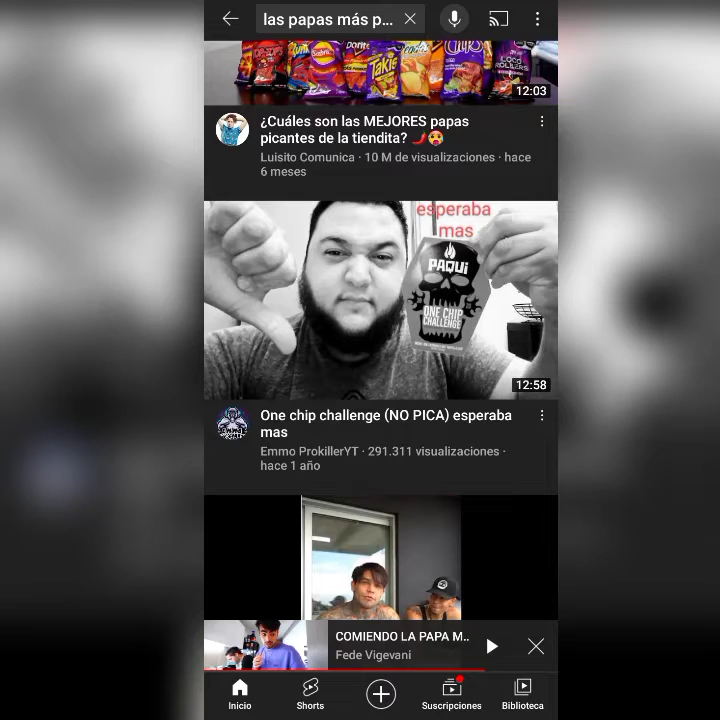 las papas más p...
Takis
12:03
¿Cuáles son las MEJORES papas
picantes de la tiendita? 🌶️🥵
Luisito Comunica · 10 M de visualizaciones · hace
6 meses
esperaba
mas
PAQUI
ONE CHIP
CHALLENGE
12:58
One chip challenge (NO PICA) esperaba
mas
Emmo ProkillerYT · 291.311 visualizaciones ·
hace 1 año
COMIENDO LA PAPA M..
Fede Vigevani
Inicio
Shorts
Suscripciones
Biblioteca